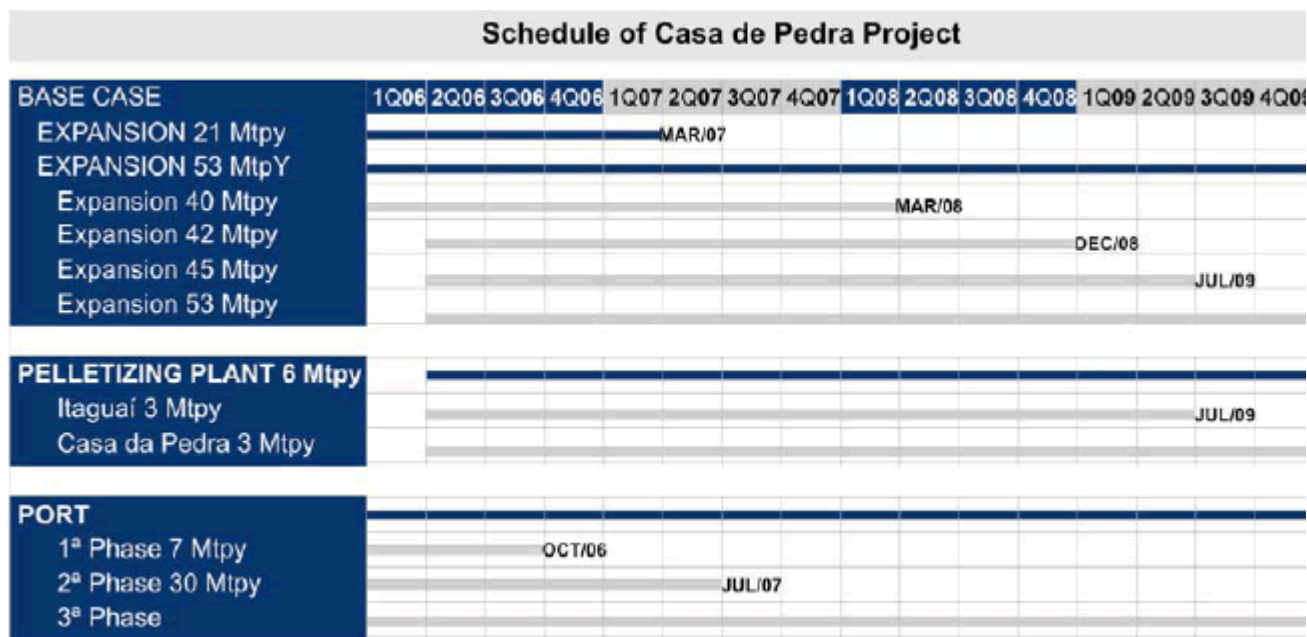 Schedule of Casa de Pedra Project
BASE CASE 1Q06 2Q06 3Q06 4Q06 1Q07 2Q07 3Q07 4Q07 1Q08 2Q08 3Q08 4Q08 1Q09 2Q09 3Q09 4Q09
EXPANSION 21 Mtpy MAR/07
EXPANSION 53 MtpY
Expansion 40 Mtpy MAR/08
Expansion 42 Mtpy DEC/08
Expansion 45 Mtpy JUL/09
Expansion 53 Mtpy
PELLETIZING PLANT 6 Mtpy
Itaguaí 3 Mtpy JUL/09
Casa da Pedra 3 Mtpy
PORT
1ª Phase 7 Mtpy OCT/06
2ª Phase 30 Mtpy JUL/07
3ª Phase